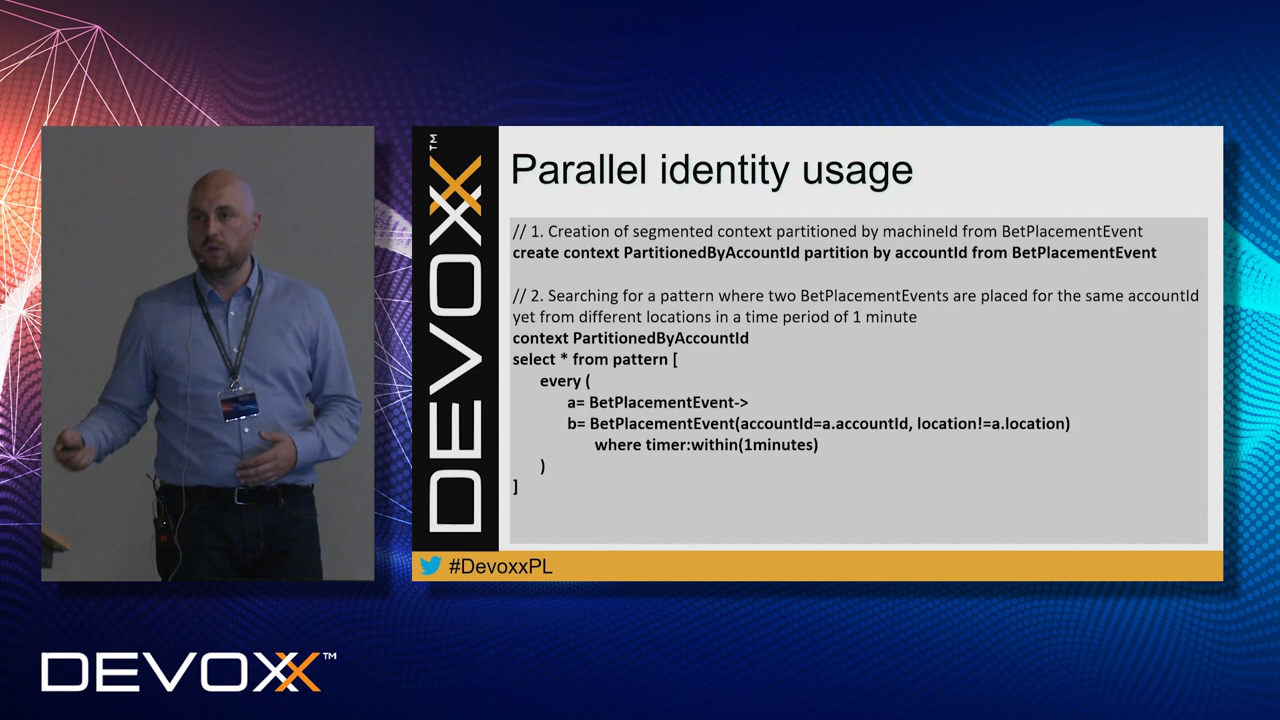 DEVOXX™
Parallel identity usage
// 1. Creation of segmented context partitioned by machineId from BetPlacementEvent
create context PartitionedByAccountId partition by accountId from BetPlacementEvent
// 2. Searching for a pattern where two BetPlacementEvents are placed for the same accountId
yet from different locations in a time period of 1 minute
context PartitionedByAccountId
select * from pattern [
every (
a= BetPlacementEvent->
b= BetPlacementEvent(accountId=a.accountId, location!=a.location)
where timer:within(1minutes)
)
]
#DevoxxPL
DEVOXX™